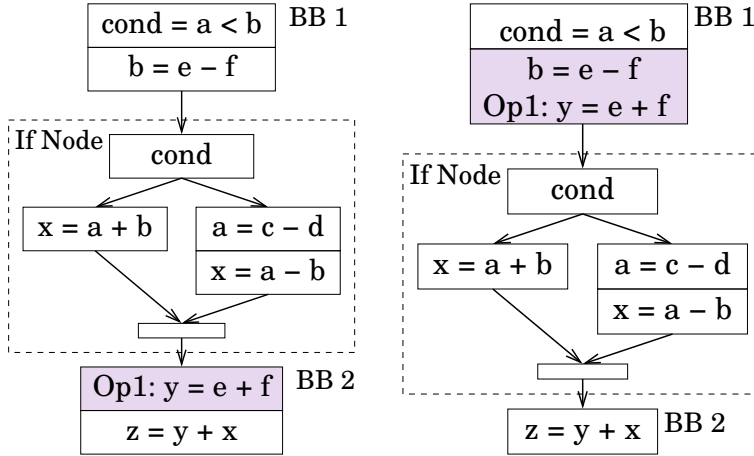 cond = a < b
BB 1
b = e – f
If Node
cond
x = a + b
a = c – d
x = a – b
Op1: y = e + f
BB 2
z = y + x
cond = a < b
BB 1
b = e – f
Op1: y = e + f
If Node
cond
x = a + b
a = c – d
x = a – b
z = y + x
BB 2